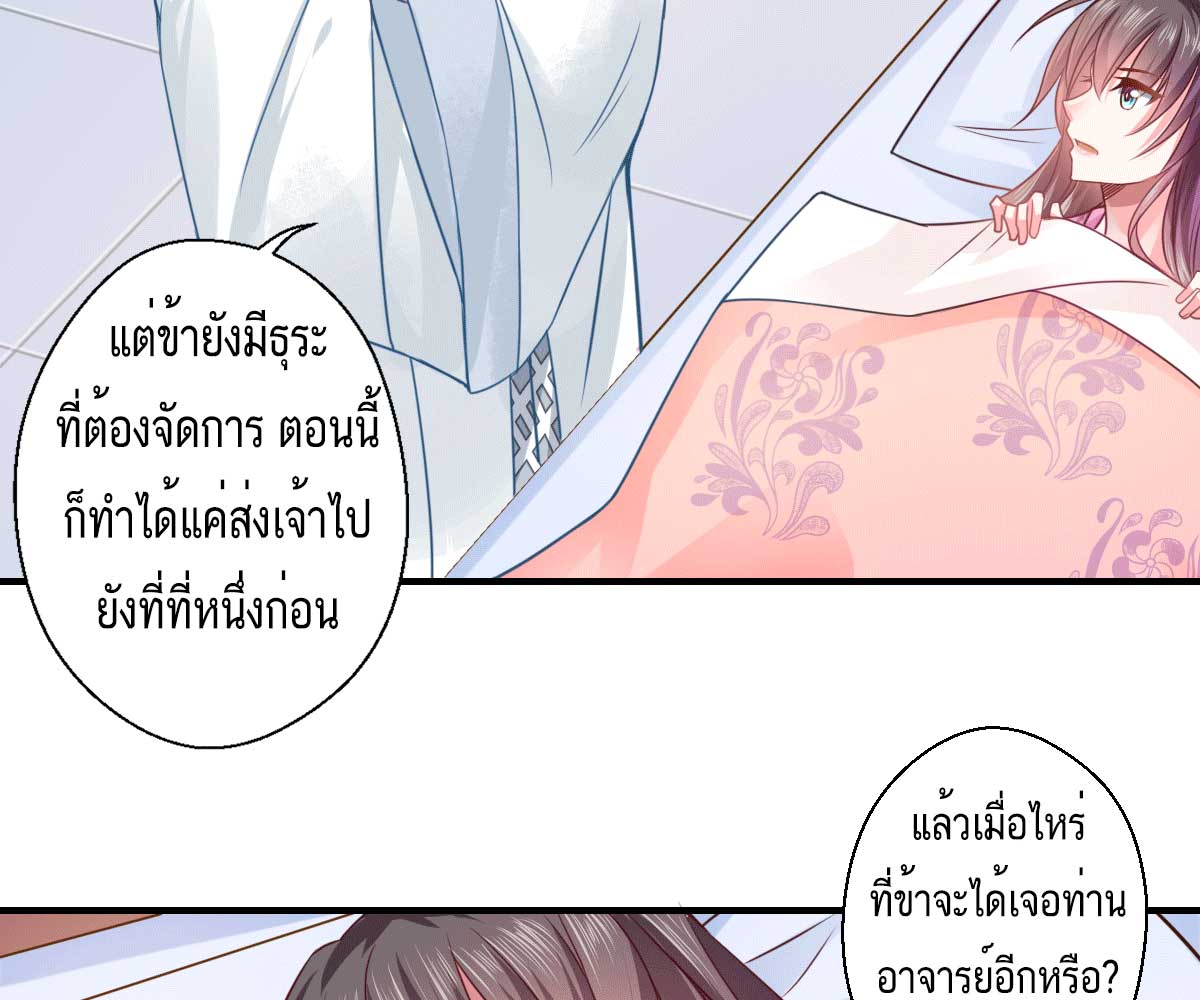 แต่ข้ายังมีธุระ
ที่ต้องจัดการ ตอนนี้
ก็ทำได้แค่ส่งเจ้าไป
ยังที่ที่หนึ่งก่อน
แล้วเมื่อไหร่
ที่ข้าจะได้เจอท่าน
อาจารย์อีกหรือ?